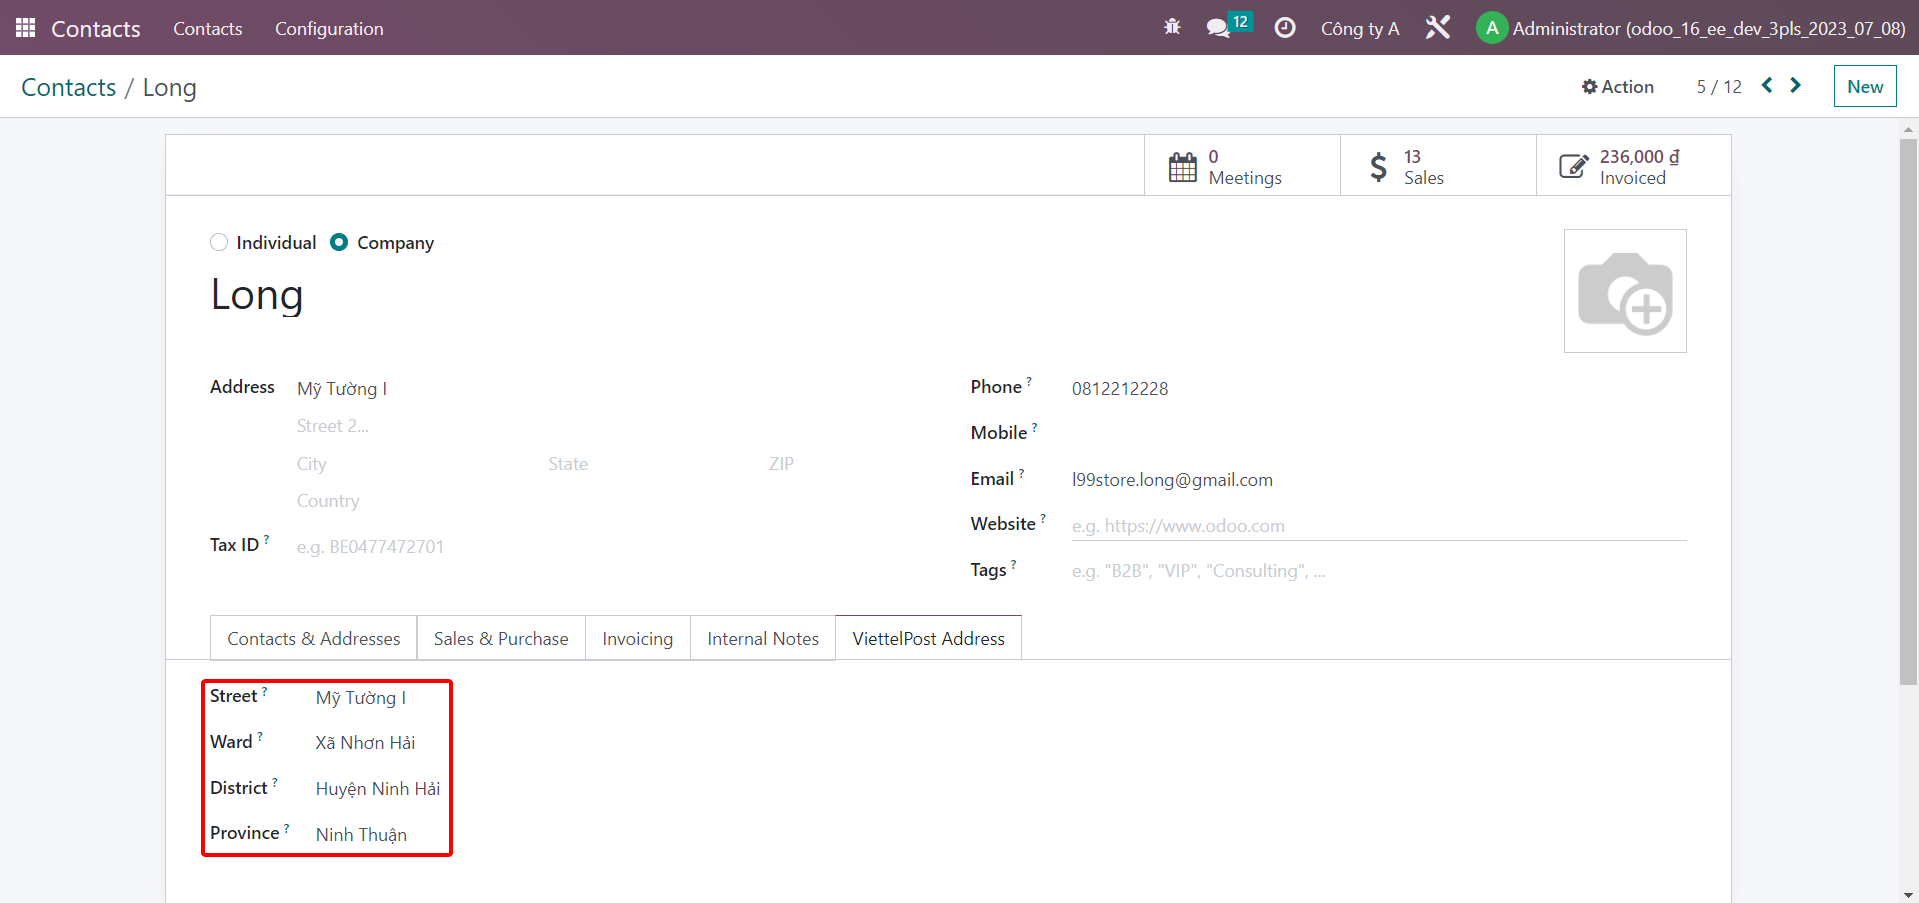 Contacts Contacts Configuration 12 Công ty A A Administrator (odoo_16_ee_dev_3pls_2023_07_08)
Contacts / Long Action 5 / 12 New
0 Meetings 13 Sales 236,000 ₫ Invoiced
Individual Company
Long
Address Mỹ Tường I Phone ? 0812212228
Street 2...
Mobile ?
City State ZIP
Email ? l99store.long@gmail.com
Country
Website ? e.g. https://www.odoo.com
Tax ID ? e.g. BE0477472701
Tags ? e.g. "B2B", "VIP", "Consulting", ...
Contacts & Addresses Sales & Purchase Invoicing Internal Notes ViettelPost Address
Street ? Mỹ Tường I
Ward ? Xã Nhơn Hải
District ? Huyện Ninh Hải
Province ? Ninh Thuận